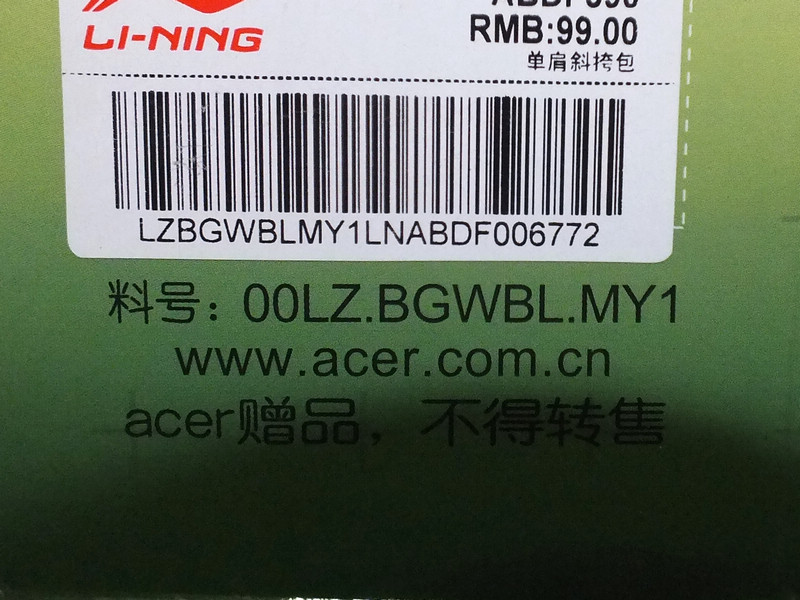 LI-NING
RMB:99.00
单肩斜挎包
LZBGWBLMY1LNABDF006772
料号：00LZ.BGWBL.MY1
www.acer.com.cn
acer赠品，不得转售